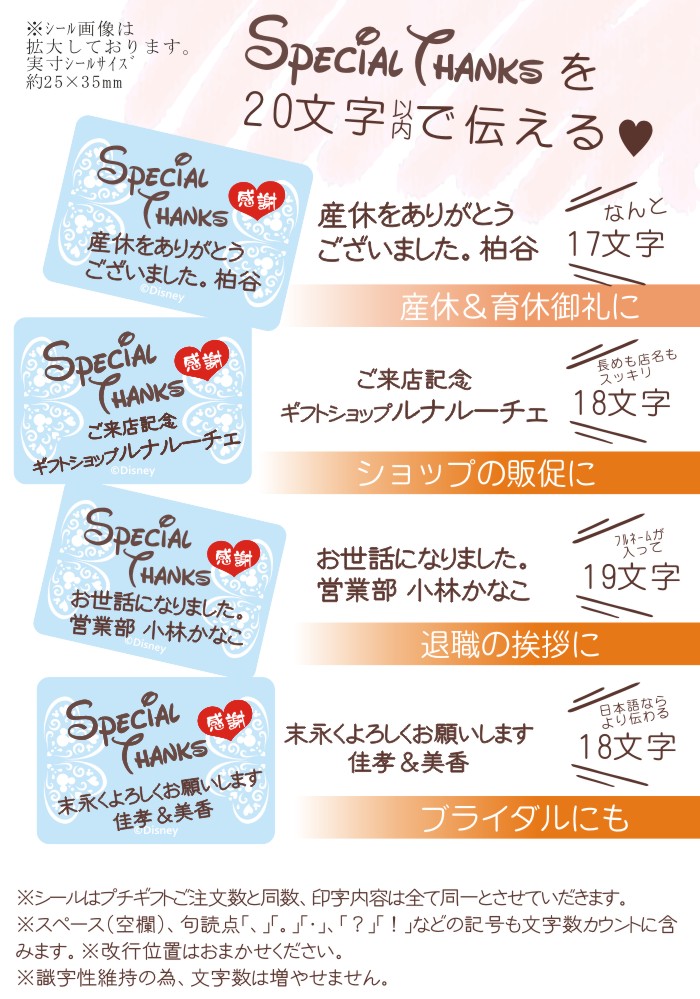 ※シール画像は
拡大しております。
実寸シールサイズ
約25×35mm
SPECIAL THANKSを
20文字以内で伝える♥
SPECIAL
THANKS
感謝
産休をありがとう
ございました。柏谷
©Disney
産休をありがとう
ございました。柏谷
なんと
17文字
産休＆育休御礼に
SPECIAL
THANKS
感謝
ご来店記念
ギフトショップルナルーチェ
©Disney
ご来店記念
ギフトショップルナルーチェ
長めも店名も
スッキリ
18文字
ショップの販促に
SPECIAL
THANKS
感謝
お世話になりました。
営業部 小林かなこ
©Disney
お世話になりました。
営業部 小林かなこ
フルネームが
入って
19文字
退職の挨拶に
SPECIAL
THANKS
感謝
末永くよろしくお願いします
佳孝＆美香
©Disney
末永くよろしくお願いします
佳孝＆美香
日本語なら
より伝わる
18文字
ブライダルにも
※シールはプチギフトご注文数と同数、印字内容は全て同一とさせていだきます。
※スペース（空欄）、句読点「、」「。」「・」、「？」「！」などの記号も文字数カウントに含
みます。※改行位置はおまかせください。
※識字性維持の為、文字数は増やせません。